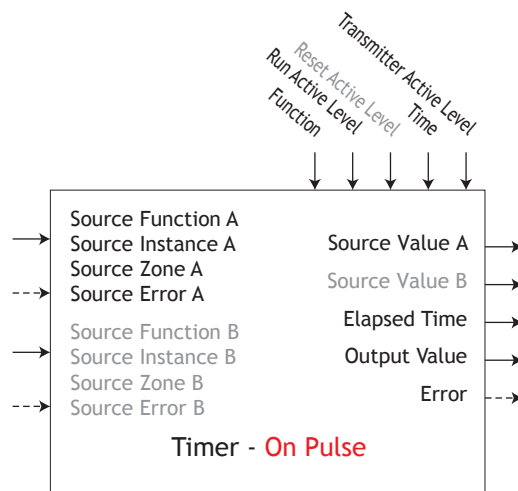 Function
Run Active Level
Reset Active Level
Time
Transmitter Active Level
Source Function A
Source Instance A
Source Zone A
Source Error A
Source Function B
Source Instance B
Source Zone B
Source Error B
Source Value A
Source Value B
Elapsed Time
Output Value
Error
Timer - On Pulse